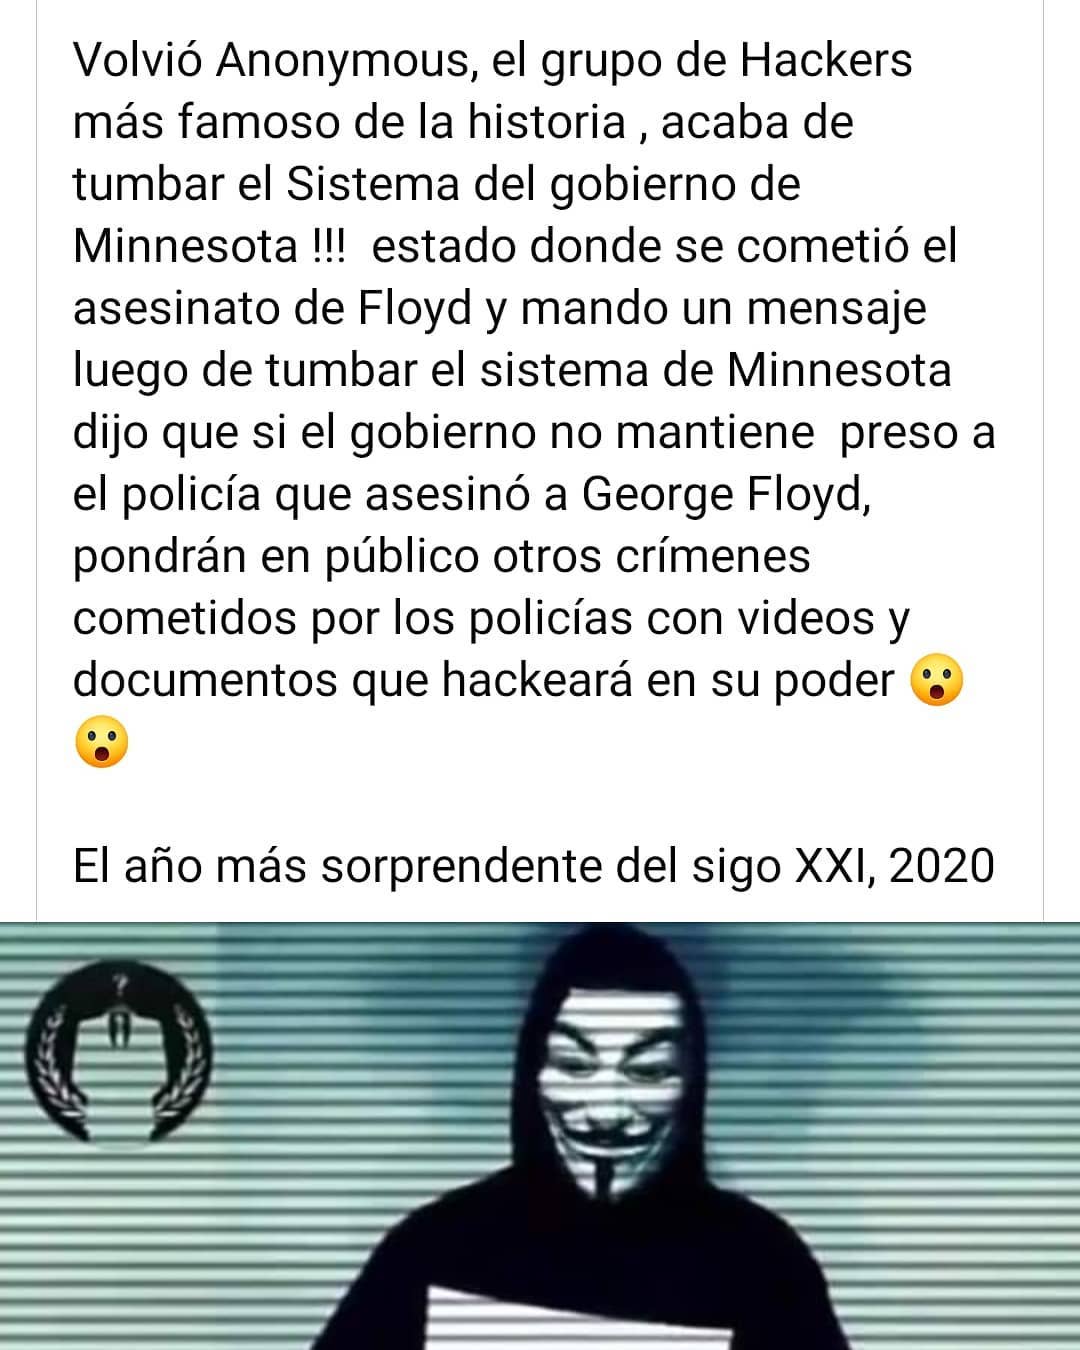 Volvió Anonymous, el grupo de Hackers
más famoso de la historia , acaba de
tumbar el Sistema del gobierno de
Minnesota !!!  estado donde se cometió el
asesinato de Floyd y mando un mensaje
luego de tumbar el sistema de Minnesota
dijo que si el gobierno no mantiene  preso a
el policía que asesinó a George Floyd,
pondrán en público otros crímenes
cometidos por los policías con videos y
documentos que hackeará en su poder 😮
😮
El año más sorprendente del sigo XXI, 2020
?